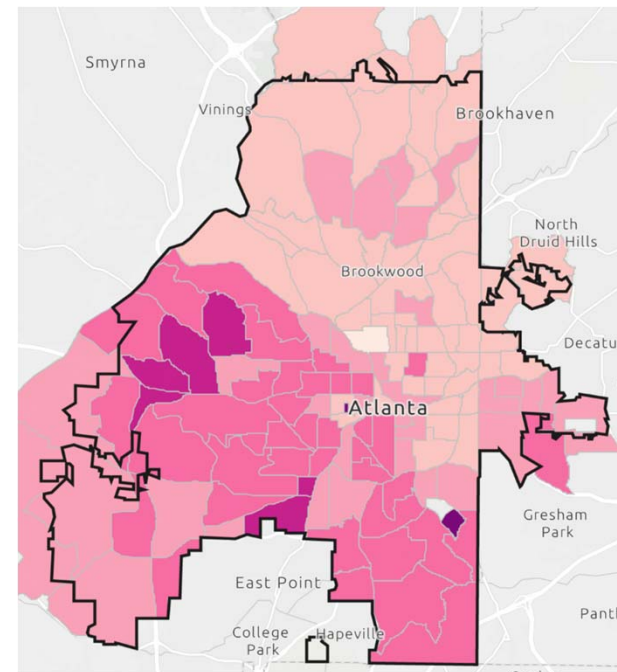 Smyrna
Vinings
Brookhaven
North
Druid Hills
Brookwood
Decatu
Atlanta
Gresham
Park
East Point
Panth
College
Park
Hapeville